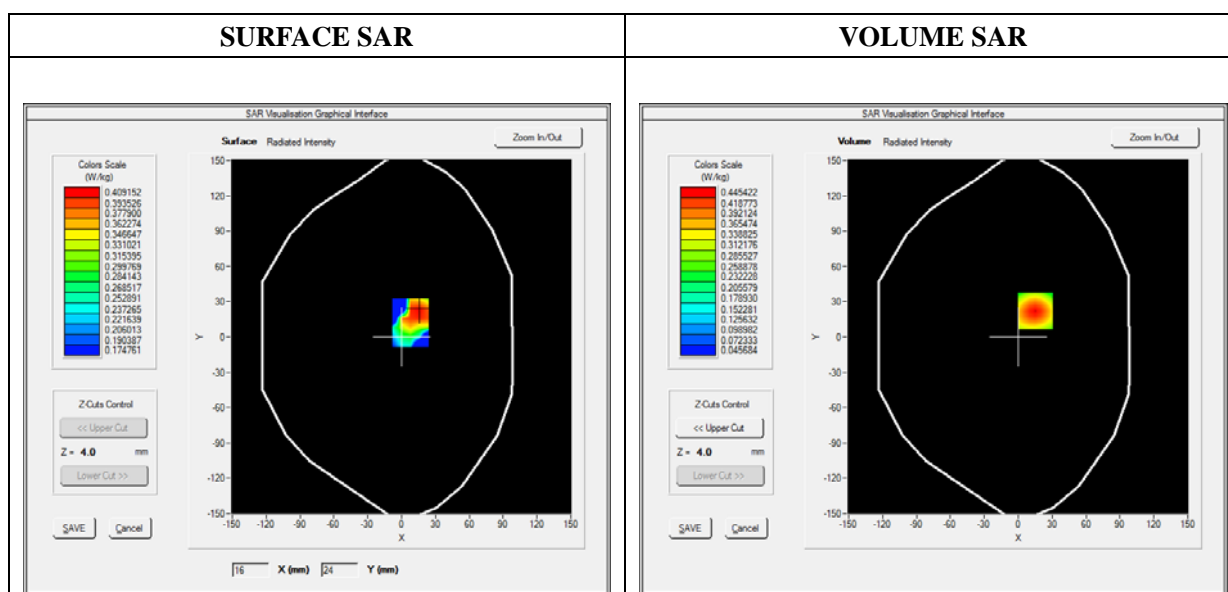 SURFACE SAR
SAR Visualisation Graphical Interface
Surface Radiated Intensity
Zoom In/Out
Colors Scale
(W/kg)
0.409152
0.393526
0.377900
0.362274
0.346647
0.331021
0.315395
0.299769
0.284143
0.268517
0.252891
0.237265
0.221639
0.206013
0.190387
0.174761
Z-Cuts Control
<< Upper Cut
Z = 4.0 mm
Lower Cut >>
SAVE Cancel
150
120
90
60
30
0
-30
-60
-90
-120
-150
Y
-150 -120 -90 -60 -30 0 30 60 90 120 150
X
16 X (mm) 24 Y (mm)
VOLUME SAR
SAR Visualisation Graphical Interface
Volume Radiated Intensity
Zoom In/Out
Colors Scale
(W/kg)
0.445422
0.418773
0.392124
0.365474
0.338825
0.312176
0.285527
0.258878
0.232228
0.205579
0.178930
0.152281
0.125632
0.098982
0.072333
0.045684
Z-Cuts Control
<< Upper Cut
Z = 4.0 mm
Lower Cut >>
SAVE Cancel
150
120
90
60
30
0
-30
-60
-90
-120
-150
Y
-150 -120 -90 -60 -30 0 30 60 90 120 150
X